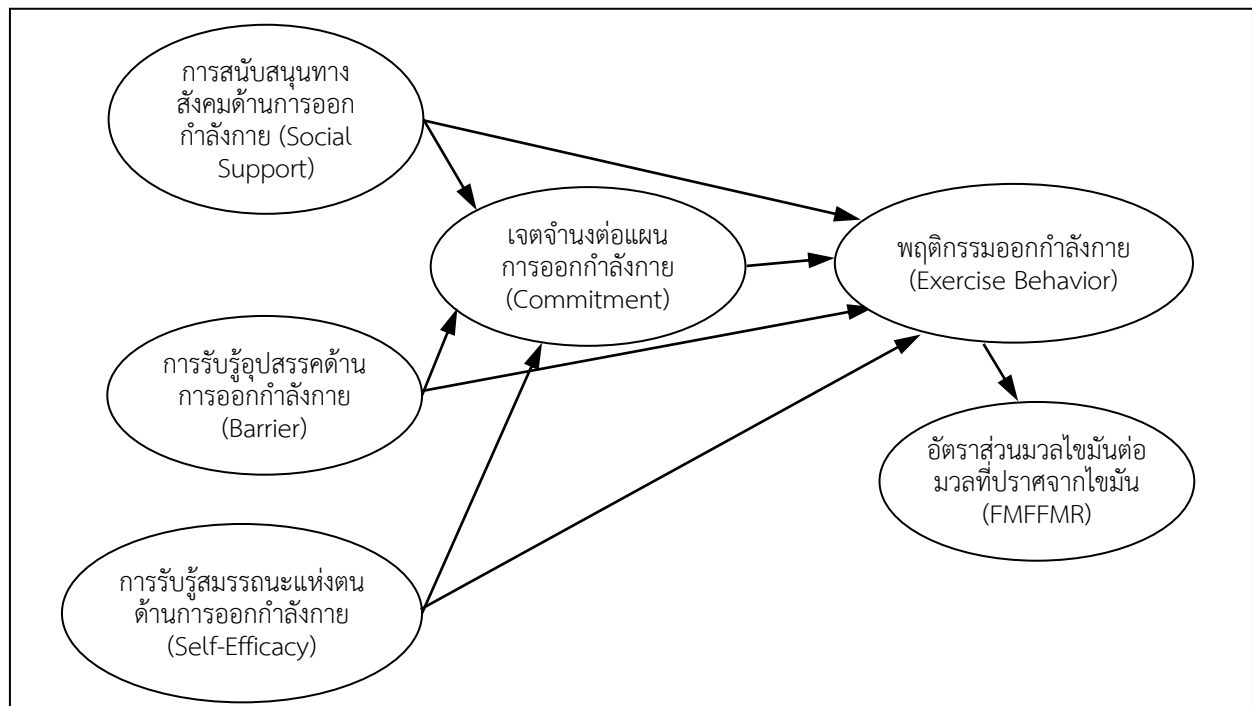 การสนับสนุนทาง
สังคมด้านการออก
กำลังกาย (Social
Support)
เจตจำนงต่อแผน
การออกกำลังกาย
(Commitment)
พฤติกรรมออกกำลังกาย
(Exercise Behavior)
การรับรู้อุปสรรคด้าน
การออกกำลังกาย
(Barrier)
อัตราส่วนมวลไขมันต่อ
มวลที่ปราศจากไขมัน
(FMFFMR)
การรับรู้สมรรถนะแห่งตน
ด้านการออกกำลังกาย
(Self-Efficacy)